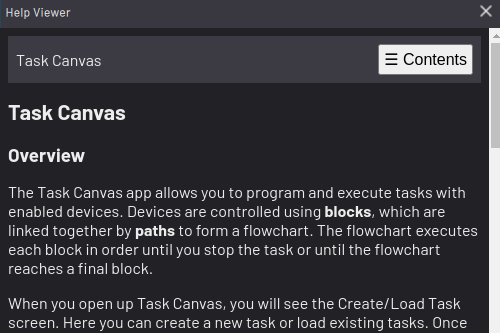 Help Viewer
Task Canvas
☰ Contents
Task Canvas
Overview
The Task Canvas app allows you to program and execute tasks with
enabled devices. Devices are controlled using blocks, which are
linked together by paths to form a flowchart. The flowchart executes
each block in order until you stop the task or until the flowchart
reaches a final block.
When you open up Task Canvas, you will see the Create/Load Task
screen. Here you can create a new task or load existing tasks. Once